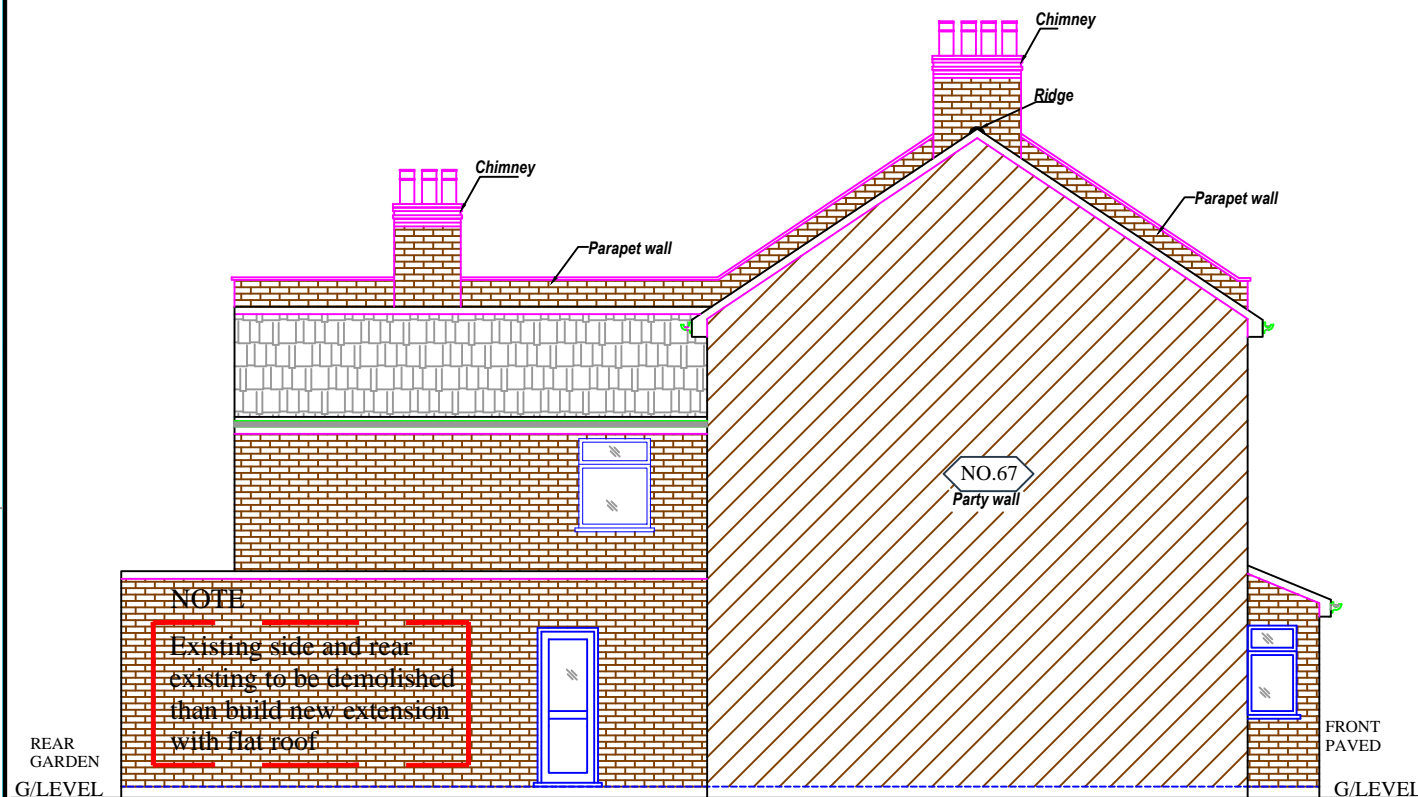 Chimney
Ridge
Chimney
Parapet wall
Parapet wall
NO.67
Party wall
NOTE
Existing side and rear
existing to be demolished
than build new extension
with flat roof
REAR
GARDEN
G/LEVEL
FRONT
PAVED
G/LEVEL